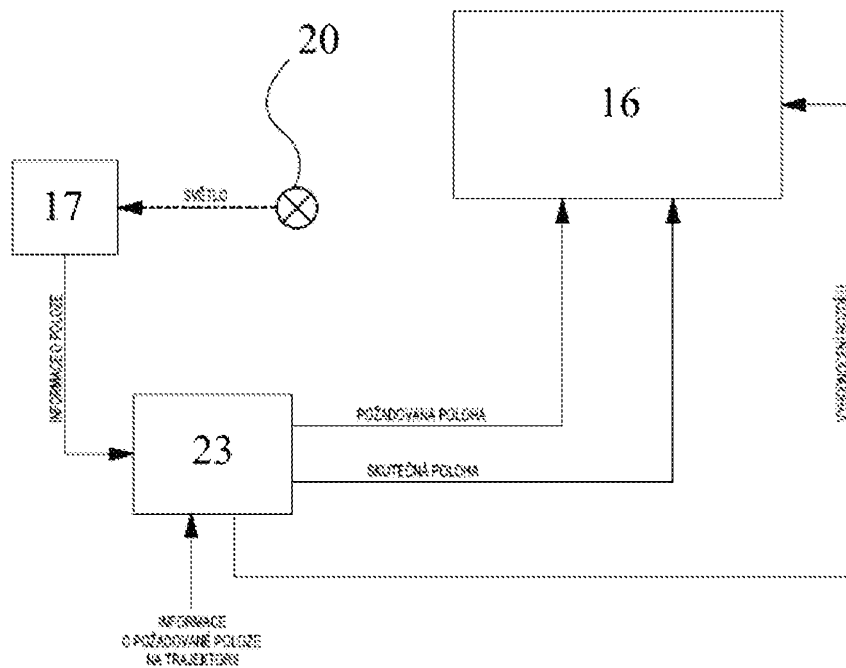 20
16
17
SVĚTLO
INFORMACE O POLOZE
23
POŽADOVANÁ POLOHA
SKUTEČNÁ POLOHA
INFORMACE
O POŽADOVANÉ POLOZE
NA TRAJEKTORII